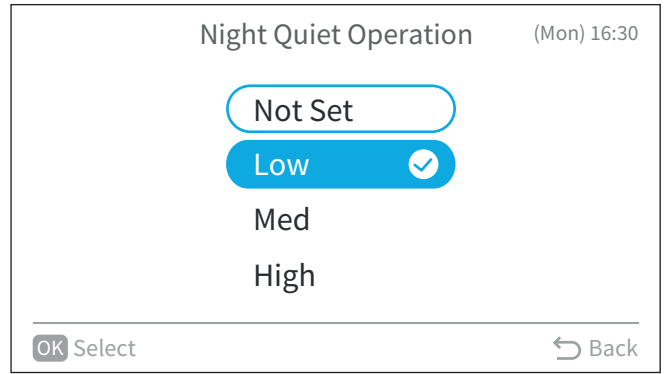 Night Quiet Operation (Mon) 16:30
Not Set
Low
Med
High
OK Select Back